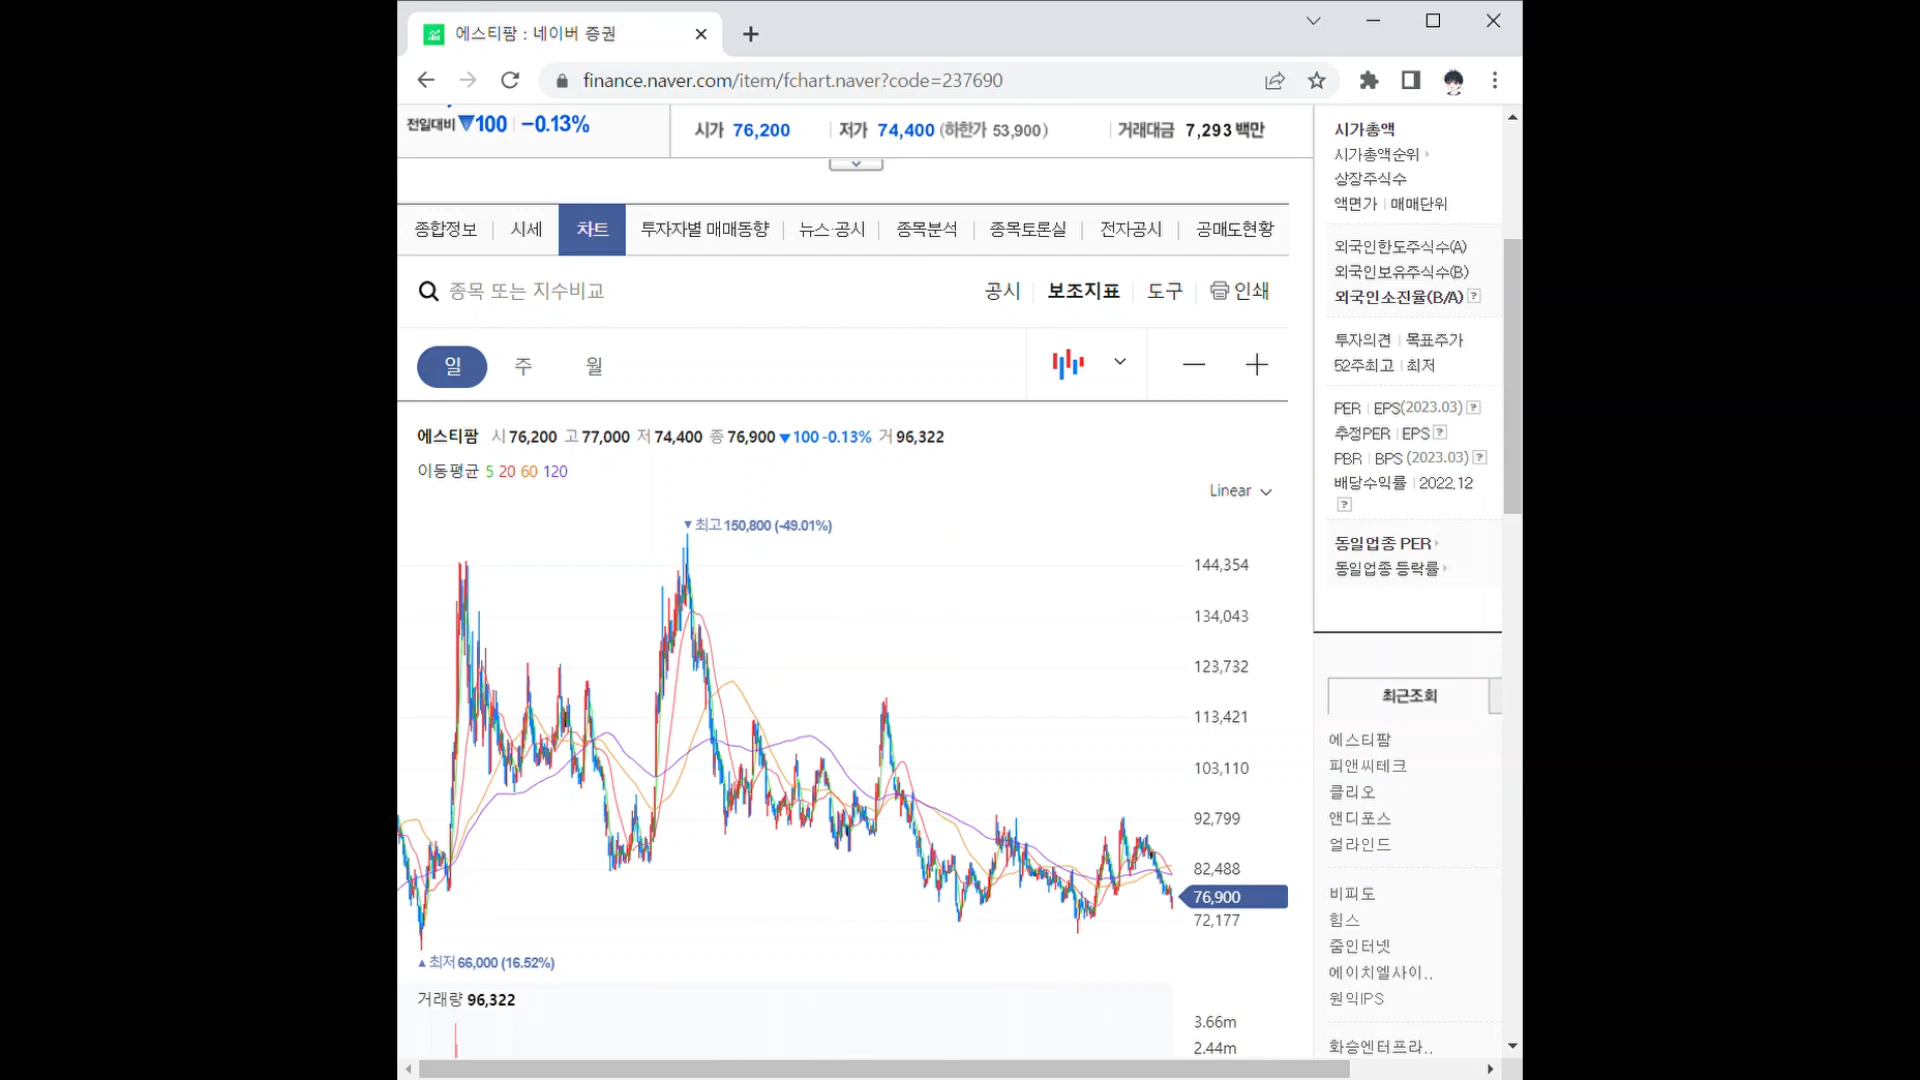 에스티팜 : 네이버 증권
finance.naver.com/item/fchart.naver?code=237690
전일대비 ▼100 | -0.13%
시가 76,200 | 저가 74,400 (하한가 53,900) | 거래대금 7,293 백만
종합정보 | 시세 차트 투자자별 매매동향 | 뉴스·공시 | 종목분석 | 종목토론실 | 전자공시 | 공매도현황
종목 또는 지수비교
공시 보조지표 도구 인쇄
일 주 월
에스티팜 시 76,200 고 77,000 저 74,400 종 76,900 ▼100 -0.13% 거 96,322
이동평균 5 20 60 120
Linear
▼최고 150,800 (-49.01%)
144,354
134,043
123,732
113,421
103,110
92,799
82,488
76,900
72,177
▲최저 66,000 (16.52%)
거래량 96,322
3.66m
2.44m
시가총액
시가총액순위
상장주식수
액면가 | 매매단위
외국인한도주식수(A)
외국인보유주식수(B)
외국인소진율(B/A) ?
투자의견 | 목표주가
52주최고 | 최저
PER | EPS(2023.03) ?
추정PER | EPS ?
PBR | BPS (2023.03) ?
배당수익률 | 2022.12
?
동일업종 PER
동일업종 등락률
최근조회
에스티팜
피앤씨테크
클리오
앤디포스
얼라인드
비피도
힘스
줌인터넷
에이치엘사이..
원익IPS
화승엔터프라..